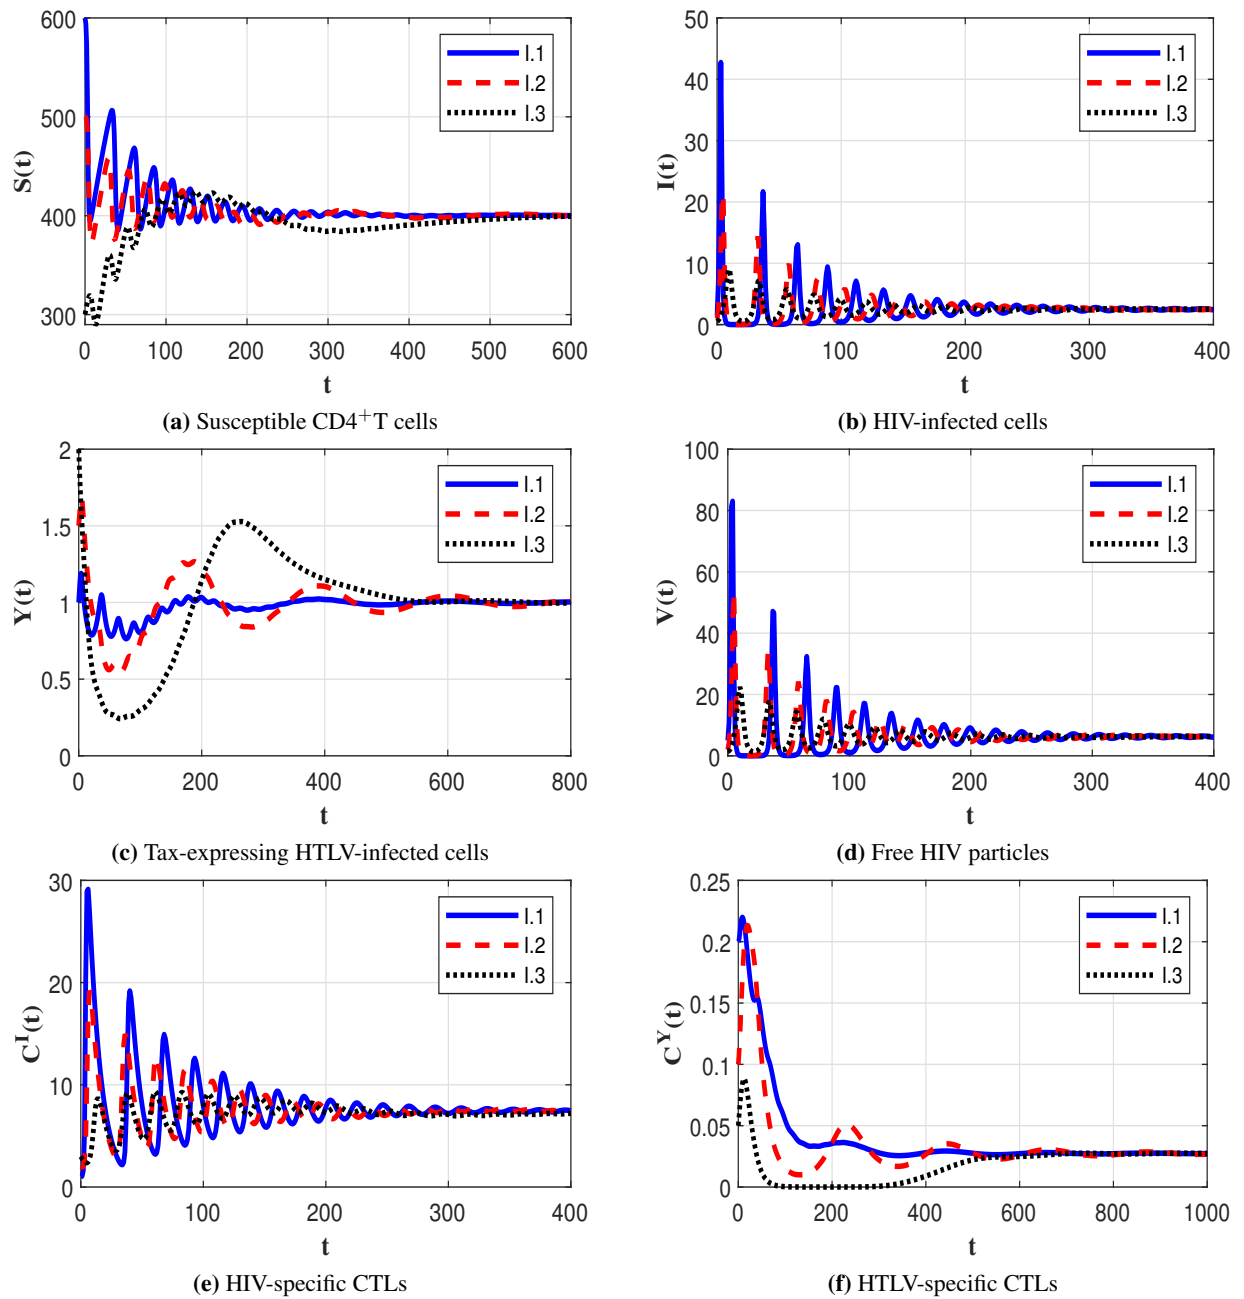 600
500
400
300
S(t)
I.1
I.2
I.3
0 100 200 300 400 500 600
t
(a) Susceptible CD4+T cells
50
40
30
20
10
0
I(t)
I.1
I.2
I.3
0 100 200 300 400
t
(b) HIV-infected cells
2
1.5
1
0.5
0
Y(t)
I.1
I.2
I.3
0 200 400 600 800
t
(c) Tax-expressing HTLV-infected cells
100
80
60
40
20
0
V(t)
I.1
I.2
I.3
0 100 200 300 400
t
(d) Free HIV particles
30
20
10
0
C^I(t)
I.1
I.2
I.3
0 100 200 300 400
t
(e) HIV-specific CTLs
0.25
0.2
0.15
0.1
0.05
0
C^Y(t)
I.1
I.2
I.3
0 200 400 600 800 1000
t
(f) HTLV-specific CTLs